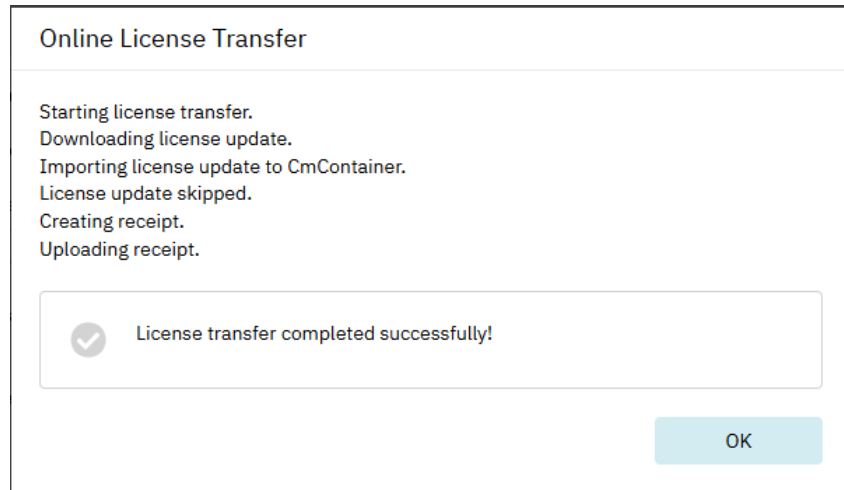 Online License Transfer
Starting license transfer.
Downloading license update.
Importing license update to CmContainer.
License update skipped.
Creating receipt.
Uploading receipt.
License transfer completed successfully!
OK